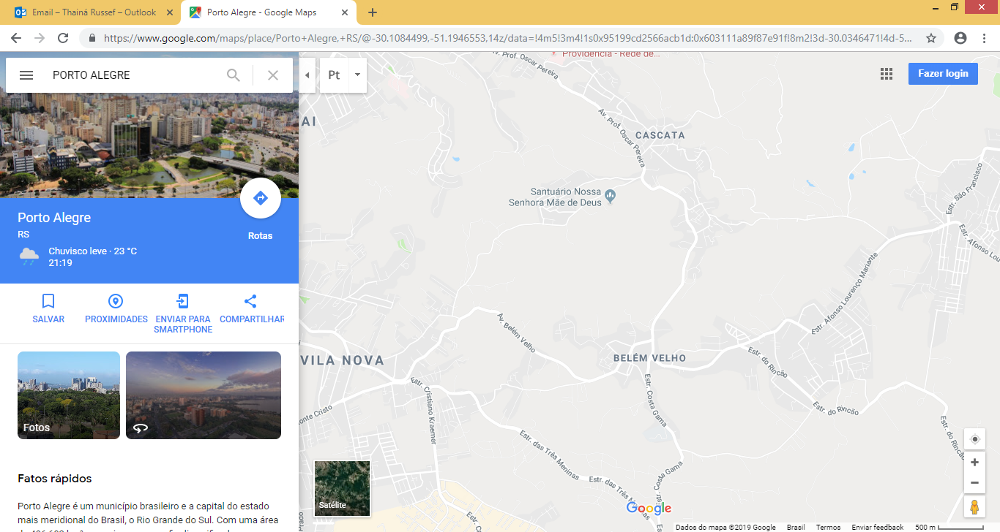 Email – Thainá Russef – Outlook
Porto Alegre - Google Maps
https://www.google.com/maps/place/Porto+Alegre,+RS/@-30.1084499,-51.1946553,14z/data=!4m5!3m4!1s0x95199cd2566acb1d:0x603111a89f87e91f!8m2!3d-30.0346471!4d-5...
PORTO ALEGRE
Pt
Fazer login
Porto Alegre
RS
Rotas
Chuvisco leve · 23 °C
21:19
SALVAR
PROXIMIDADES
ENVIAR PARA
SMARTPHONE
COMPARTILHAR
Fotos
Fatos rápidos
Porto Alegre é um município brasileiro e a capital do estado
mais meridional do Brasil, o Rio Grande do Sul. Com uma área
Providência - Rede de...
Av. Prof. Oscar Pereira
AI
Av. Prof. Oscar Pereira
CASCATA
Santuário Nossa
Senhora Mãe de Deus
Estr. São Francisco
Estr. Afonso Lou
Estr. Afonso Lourenço Mariante
Av. Belém Velho
VILA NOVA
BELÉM VELHO
Estr. do Rincão
Estr. Cristiano Kraemer
Estr. Costa Gama
onte Cristo
Estr. do Rincão
Estr. do Rincão
Estr. das Três Meninas
Estr. das Três M
Costa Gama
Satélite
Google
Dados do mapa ©2019 Google
Brasil
Termos
Enviar feedback
500 m